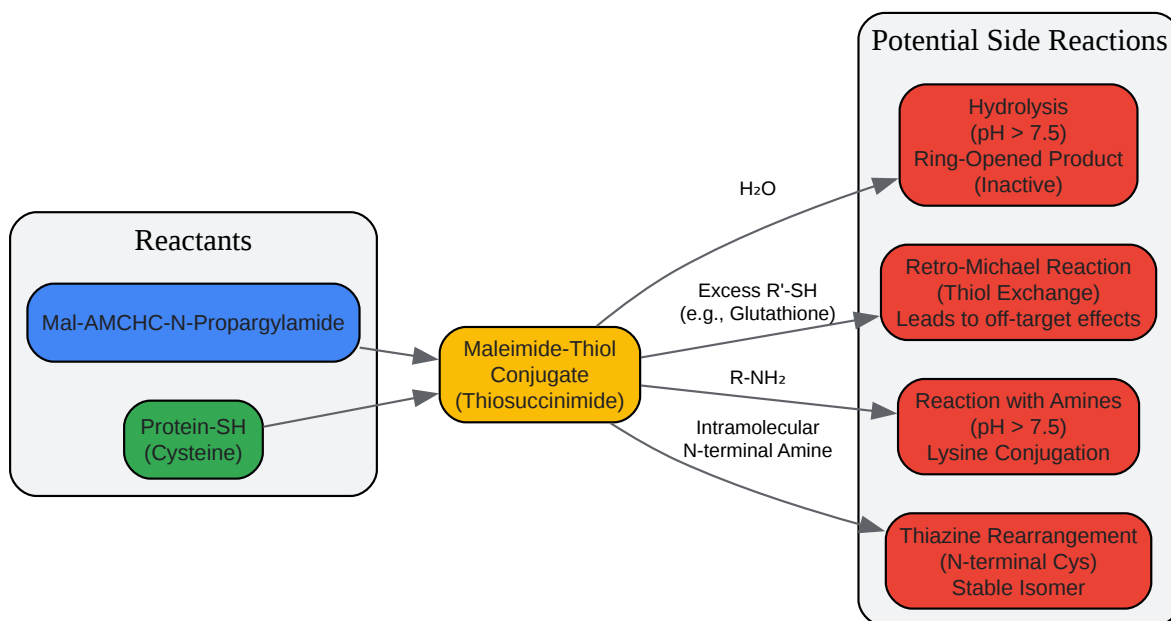 Reactants
Mal-AMCHC-N-Propargylamide
Protein-SH
(Cysteine)
Maleimide-Thiol
Conjugate
(Thiosuccinimide)
H₂O
Excess R'-SH
(e.g., Glutathione)
R-NH₂
Intramolecular
N-terminal Amine
Potential Side Reactions
Hydrolysis
(pH > 7.5)
Ring-Opened Product
(Inactive)
Retro-Michael Reaction
(Thiol Exchange)
Leads to off-target effects
Reaction with Amines
(pH > 7.5)
Lysine Conjugation
Thiazine Rearrangement
(N-terminal Cys)
Stable Isomer